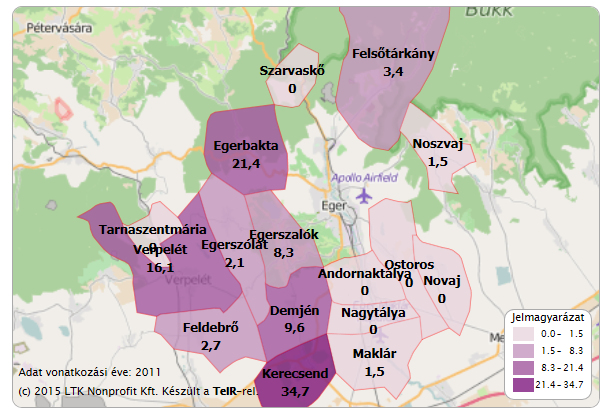 Pétervására
Bükk
Felsőtárkány
3,4
Szarvaskő
0
Egerbakta
21,4
Noszvaj
1,5
Apollo Airfield
Eger
Tarnaszentmária
0
Verpelét
16,1
Egerszólát
2,1
Egerszalók
8,3
Ostoros
0
Andornaktálya
0
Novaj
0
Verpelét
Demjén
9,6
Nagytálya
0
Feldebrő
2,7
Maklár
1,5
Kerecsend
34,7
Jelmagyarázat
0.0 - 1.5
1.5 - 8.3
8.3 - 21.4
21.4 - 34.7
Adat vonatkozási éve: 2011
(c) 2015 LTK Nonprofit Kft. Készült a TeIR-rel.